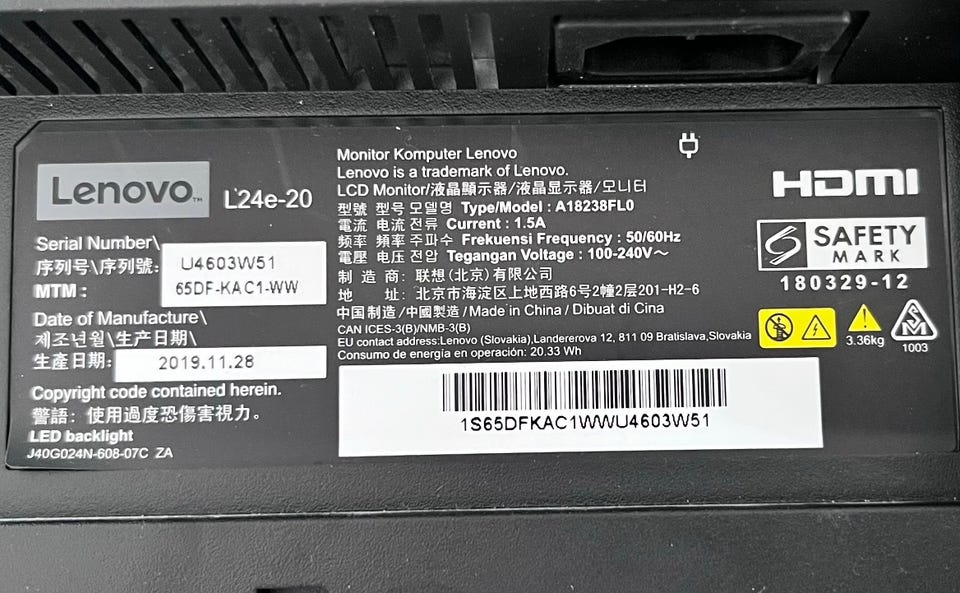 Lenovo™ L24e-20
Serial Number\
序列号\序列號:
U4603W51
MTM :
65DF-KAC1-WW
Date of Manufacture\
제조년월\生产日期\
生產日期:
2019.11.28
Copyright code contained herein.
警語: 使用過度恐傷害視力。
LED backlight
J40G024N-608-07C ZA
Monitor Komputer Lenovo
Lenovo is a trademark of Lenovo.
LCD Monitor/液晶顯示器/液晶显示器/모니터
型號 型号 모델명 Type/Model : A18238FL0
電流 电流 전류 Current : 1.5A
频率 頻率 주파수 Frekuensi Frequency : 50/60Hz
電壓 电压 전압 Tegangan Voltage : 100-240V～
制 造 商: 联想(北京)有限公司
地 址: 北京市海淀区上地西路6号2幢2层201-H2-6
中国制造/中國製造/Made in China / Dibuat di Cina
CAN ICES-3(B)/NMB-3(B)
EU contact address:Lenovo (Slovakia),Landererova 12, 811 09 Bratislava,Slovakia
Consumo de energía en operación: 20.33 Wh
1S65DFKAC1WWU4603W51
HDMI
SAFETY
MARK
180329-12
3.36kg
1003